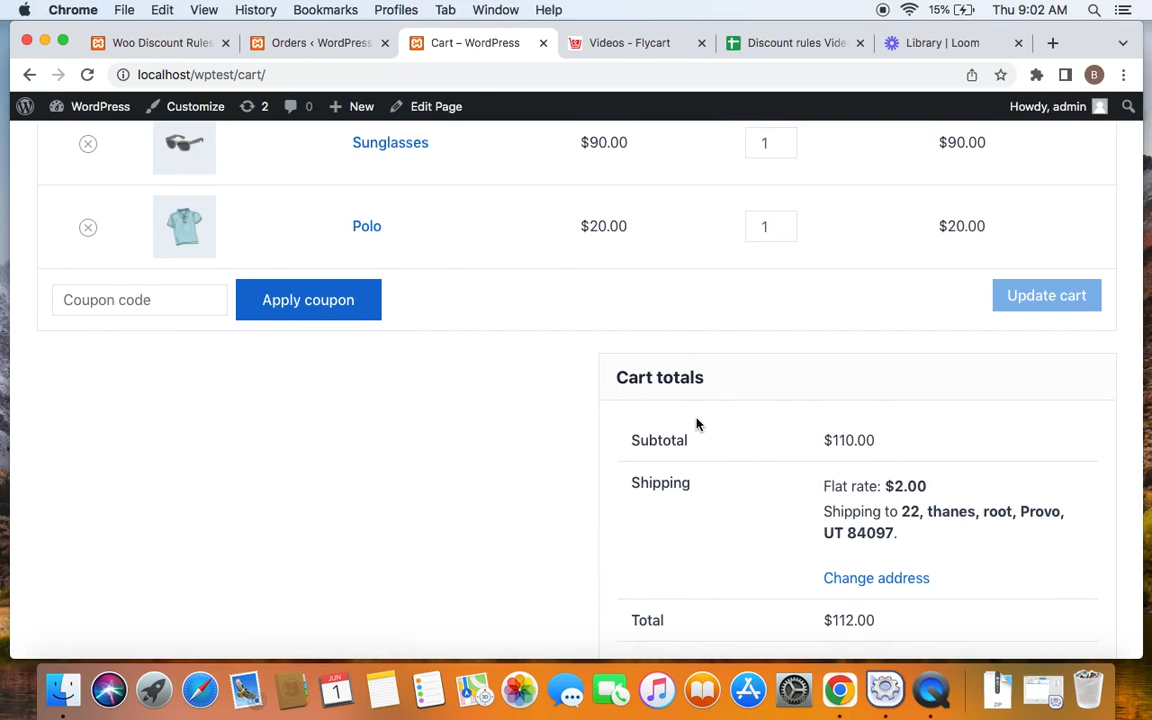 Chrome File Edit View History Bookmarks Profiles Tab Window Help 15% Thu 9:02 AM
Woo Discount Rules Orders ‹ WordPress Cart – WordPress Videos - Flycart Discount rules Vide Library | Loom
localhost/wptest/cart/ B
WordPress Customize 2 0 New Edit Page Howdy, admin
Sunglasses $90.00 1 $90.00
Polo $20.00 1 $20.00
Coupon code Apply coupon Update cart
Cart totals
Subtotal $110.00
Shipping Flat rate: $2.00
Shipping to 22, thanes, root, Provo,
UT 84097.
Change address
Total $112.00
JUN
1
ZIP